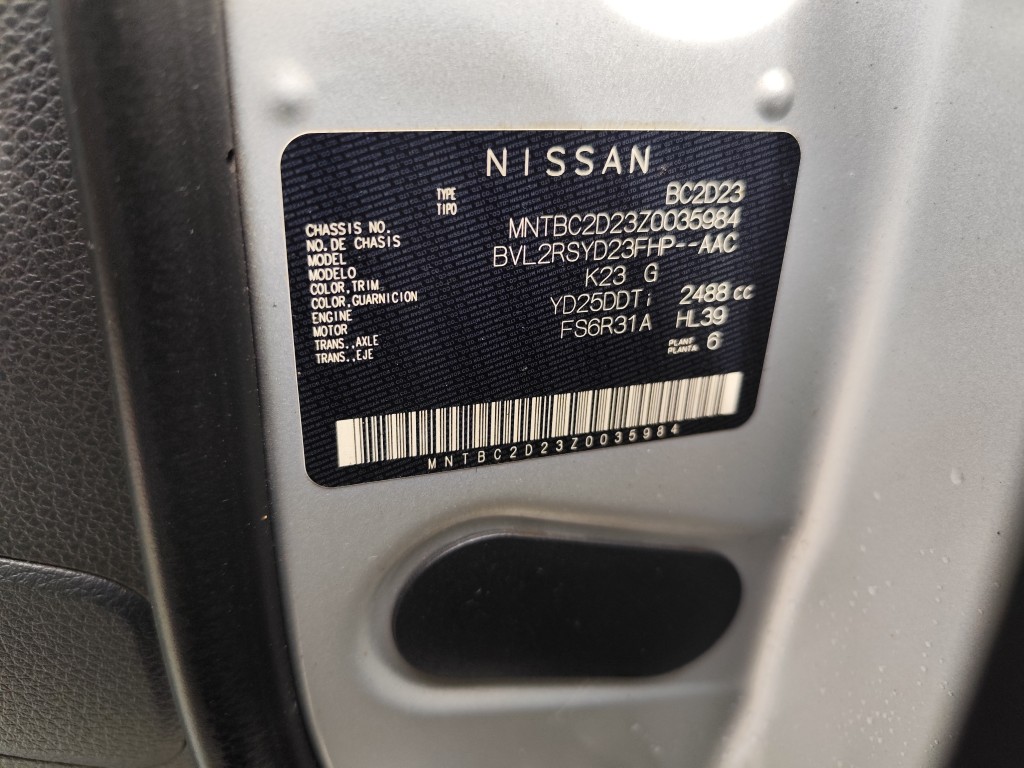 NISSAN
TYPE
TIPO
BC2D23
CHASSIS NO.
NO. DE CHASIS
MNTBC2D23Z0035984
MODEL
MODELO
BVL2RSYD23FHP--AAC
COLOR,TRIM
COLOR,GUARNICION
K23 G
ENGINE
MOTOR
YD25DDTi 2488 cc
TRANS.,AXLE
TRANS.,EJE
FS6R31A HL39
PLANT
PLANTA
6
MNTBC2D23Z0035984